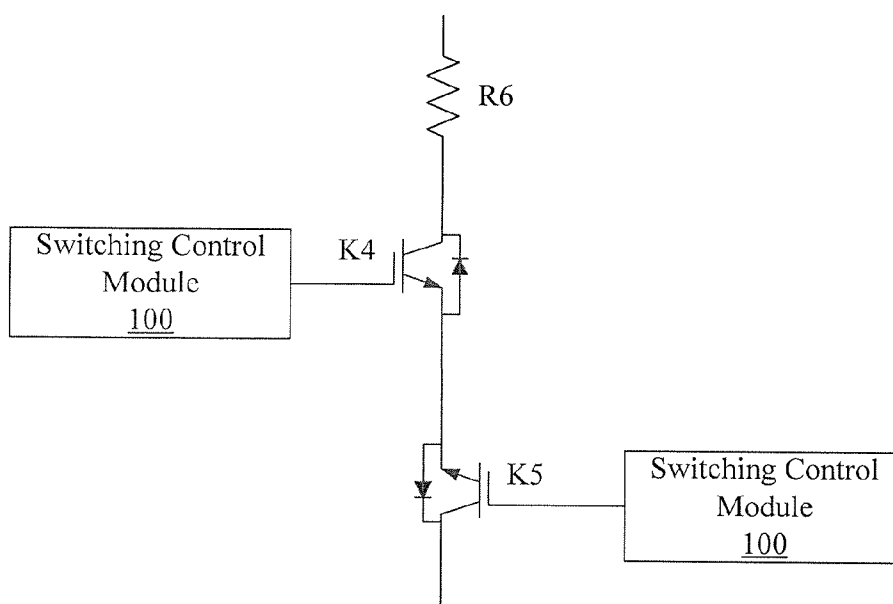 R6
Switching Control
Module
100
K4
K5
Switching Control
Module
100